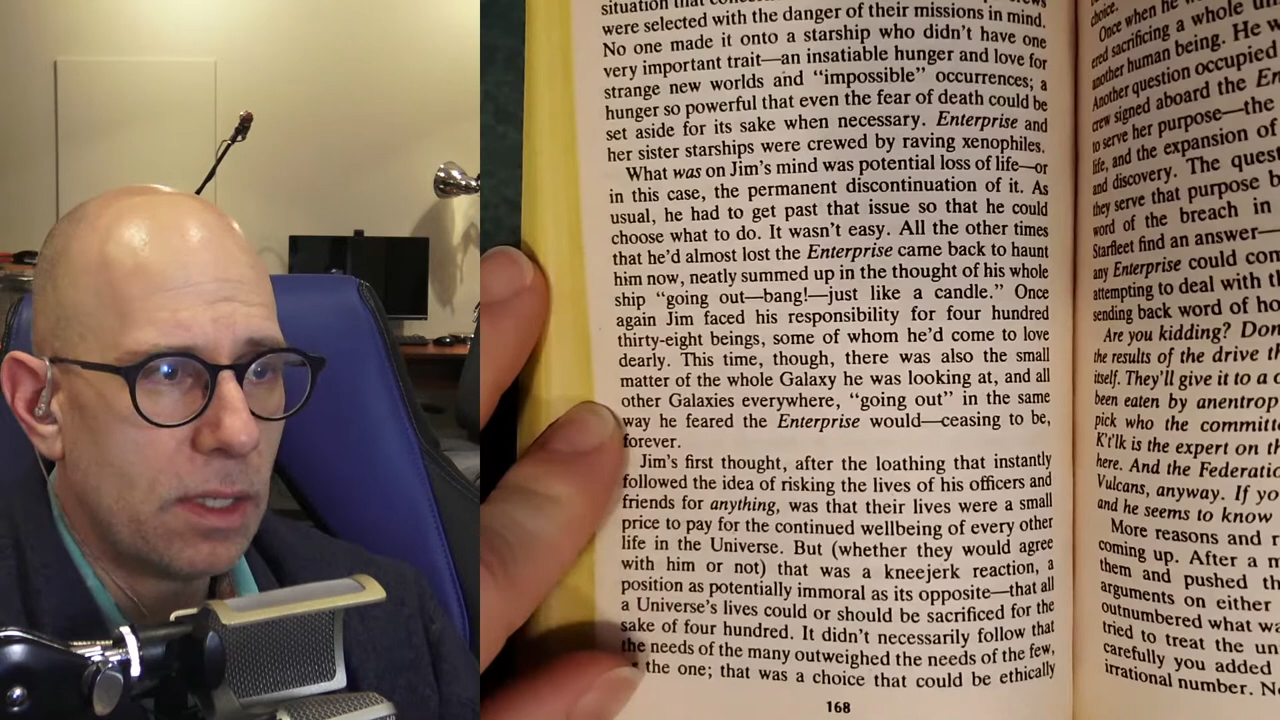 situation that
were selected with the danger of their missions in mind.
No one made it onto a starship who didn't have one
very important trait—an insatiable hunger and love for
strange new worlds and “impossible” occurrences; a
hunger so powerful that even the fear of death could be
set aside for its sake when necessary. Enterprise and
her sister starships were crewed by raving xenophiles.
What was on Jim's mind was potential loss of life—or
in this case, the permanent discontinuation of it. As
usual, he had to get past that issue so that he could
choose what to do. It wasn't easy. All the other times
that he'd almost lost the Enterprise came back to haunt
him now, neatly summed up in the thought of his whole
ship “going out—bang!—just like a candle.” Once
again Jim faced his responsibility for four hundred
thirty-eight beings, some of whom he'd come to love
dearly. This time, though, there was also the small
matter of the whole Galaxy he was looking at, and all
other Galaxies everywhere, “going out” in the same
way he feared the Enterprise would—ceasing to be,
forever.
Jim's first thought, after the loathing that instantly
followed the idea of risking the lives of his officers and
friends for anything, was that their lives were a small
price to pay for the continued wellbeing of every other
life in the Universe. But (whether they would agree
with him or not) that was a kneejerk reaction, a
position as potentially immoral as its opposite—that all
a Universe's lives could or should be sacrificed for the
sake of four hundred. It didn't necessarily follow that
the needs of the many outweighed the needs of the few,
the one; that was a choice that could be ethically
168
choice.
Once when he
ered sacrificing a whole
another human being. He
Another question occupied
crew signed aboard the
to serve her purpose—the
life, and the expansion of
and discovery. The
they serve that purpose
word of the breach in
Starfleet find an answer—
any Enterprise could
attempting to deal with
sending back word of
Are you kidding?
the results of the drive
itself. They'll give it to a
been eaten by anentrop
pick who the
K't'lk is the expert on
here. And the
Vulcans, anyway. If
and he seems to know
More reasons and
coming up. After a
them and pushed
arguments on either
outnumbered what
tried to treat the
carefully you added
irrational number.